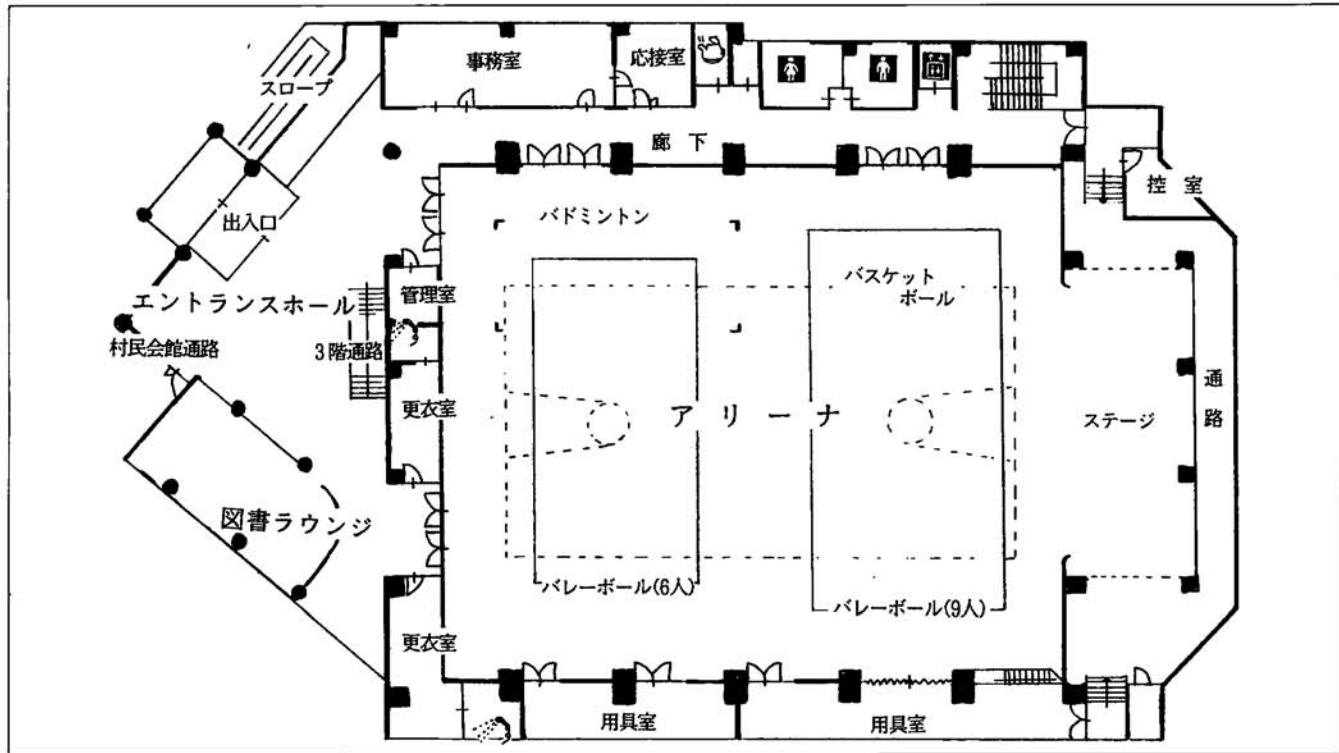 事務室
応接室
スロープ
廊下
控室
バドミントン
出入口
バスケット
ボール
エントランスホール
管理室
村民会館通路
3階通路
更衣室
アリーナ
ステージ
通路
図書ラウンジ
バレーボール(6人)
バレーボール(9人)
更衣室
用具室
用具室